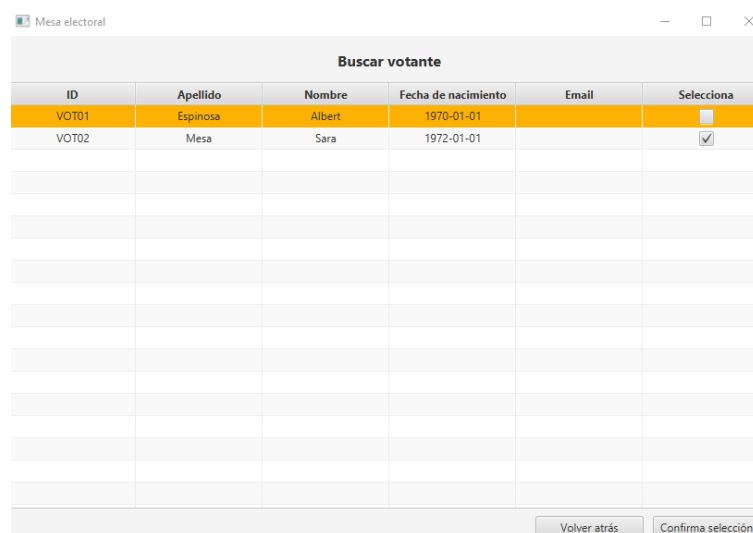 Mesa electoral
Buscar votante
ID Apellido Nombre Fecha de nacimiento Email Selecciona
VOT01 Espinosa Albert 1970-01-01
VOT02 Mesa Sara 1972-01-01
Volver atrás Confirma selección